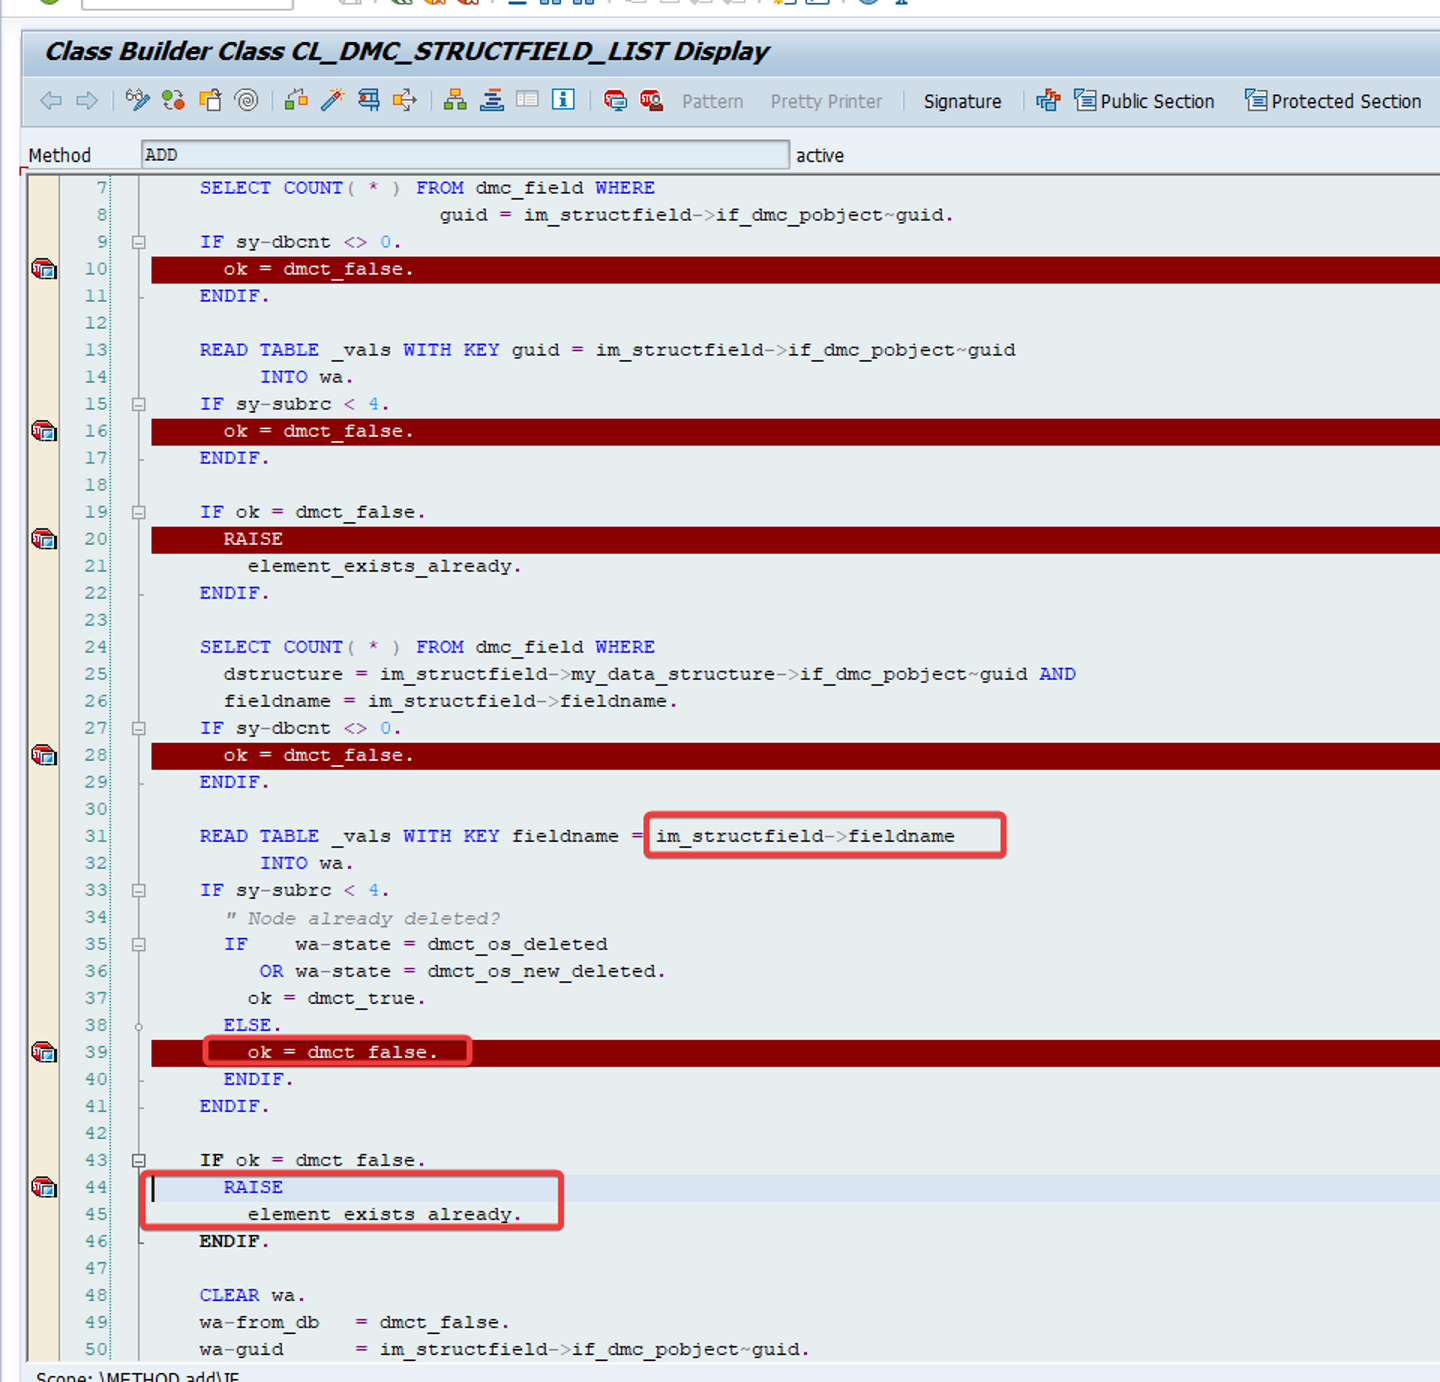 Class Builder Class CL_DMC_STRUCTFIELD_LIST Display
Pattern Pretty Printer Signature Public Section Protected Section
Method ADD active
7 SELECT COUNT( * ) FROM dmc_field WHERE
8 guid = im_structfield->if_dmc_pobject~guid.
9 IF sy-dbcnt <> 0.
10 ok = dmct_false.
11 ENDIF.
12
13 READ TABLE _vals WITH KEY guid = im_structfield->if_dmc_pobject~guid
14 INTO wa.
15 IF sy-subrc < 4.
16 ok = dmct_false.
17 ENDIF.
18
19 IF ok = dmct_false.
20 RAISE
21 element_exists_already.
22 ENDIF.
23
24 SELECT COUNT( * ) FROM dmc_field WHERE
25 dstructure = im_structfield->my_data_structure->if_dmc_pobject~guid AND
26 fieldname = im_structfield->fieldname.
27 IF sy-dbcnt <> 0.
28 ok = dmct_false.
29 ENDIF.
30
31 READ TABLE _vals WITH KEY fieldname = im_structfield->fieldname
32 INTO wa.
33 IF sy-subrc < 4.
34 " Node already deleted?
35 IF wa-state = dmct_os_deleted
36 OR wa-state = dmct_os_new_deleted.
37 ok = dmct_true.
38 ELSE.
39 ok = dmct_false.
40 ENDIF.
41 ENDIF.
42
43 IF ok = dmct_false.
44 RAISE
45 element_exists_already.
46 ENDIF.
47
48 CLEAR wa.
49 wa-from_db = dmct_false.
50 wa-guid = im_structfield->if_dmc_pobject~guid.
Scope: \METHOD add\IF